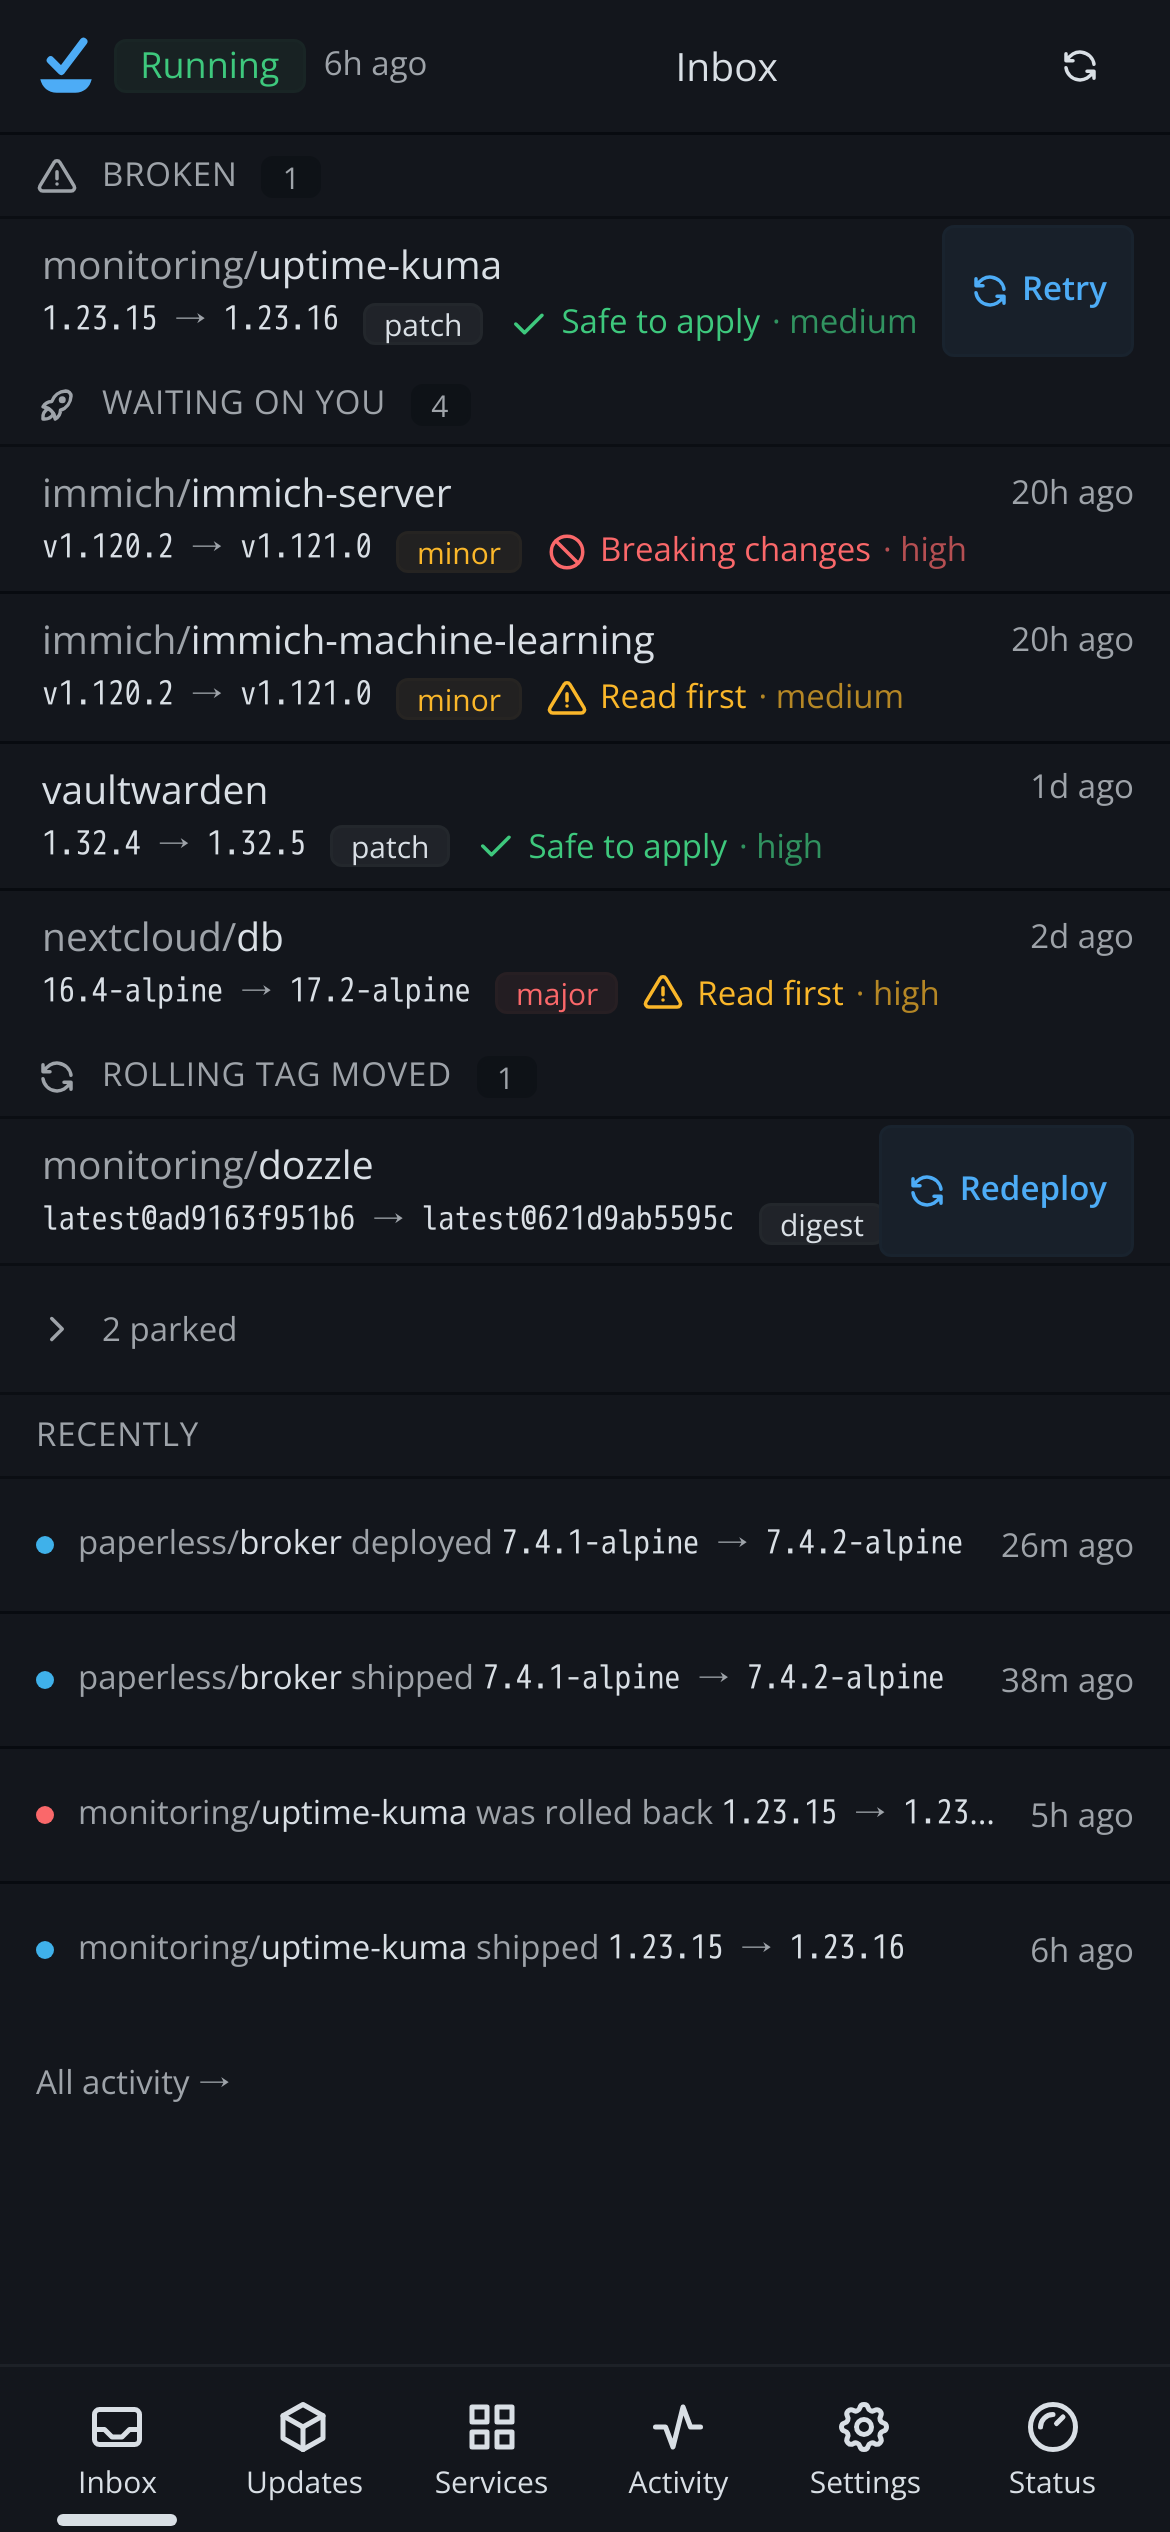 Running 6h ago Inbox
BROKEN 1
monitoring/uptime-kuma
1.23.15 → 1.23.16 patch Safe to apply · medium
Retry
WAITING ON YOU 4
immich/immich-server 20h ago
v1.120.2 → v1.121.0 minor Breaking changes · high
immich/immich-machine-learning 20h ago
v1.120.2 → v1.121.0 minor Read first · medium
vaultwarden 1d ago
1.32.4 → 1.32.5 patch Safe to apply · high
nextcloud/db 2d ago
16.4-alpine → 17.2-alpine major Read first · high
ROLLING TAG MOVED 1
monitoring/dozzle
latest@ad9163f951b6 → latest@621d9ab5595c digest
Redeploy
2 parked
RECENTLY
paperless/broker deployed 7.4.1-alpine → 7.4.2-alpine 26m ago
paperless/broker shipped 7.4.1-alpine → 7.4.2-alpine 38m ago
monitoring/uptime-kuma was rolled back 1.23.15 → 1.23... 5h ago
monitoring/uptime-kuma shipped 1.23.15 → 1.23.16 6h ago
All activity →
Inbox Updates Services Activity Settings Status